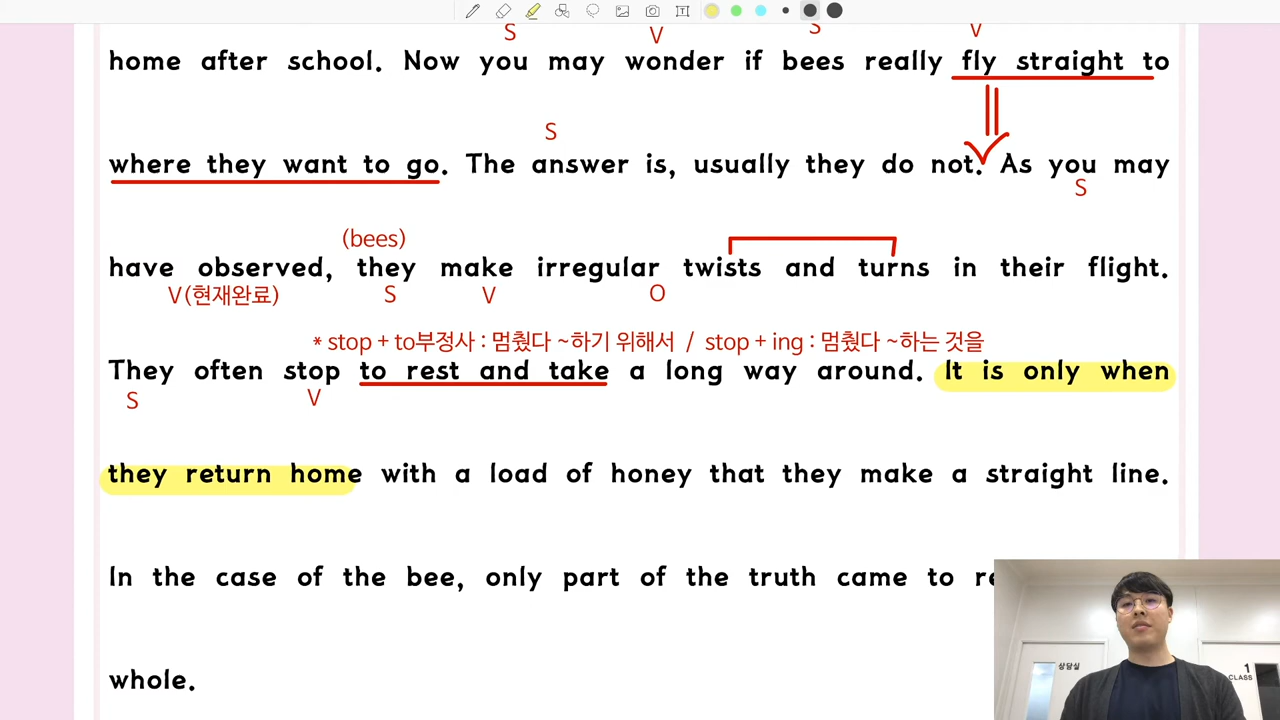 S V S V
home after school. Now you may wonder if bees really fly straight to
S
where they want to go. The answer is, usually they do not. As you may
S
(bees)
have observed, they make irregular twists and turns in their flight.
V(현재완료) S V O
* stop + to부정사 : 멈췄다 ~하기 위해서 / stop + ing : 멈췄다 ~하는 것을
They often stop to rest and take a long way around. It is only when
S V
they return home with a load of honey that they make a straight line.
In the case of the bee, only part of the truth came to
whole.
상담실
1
CLASS